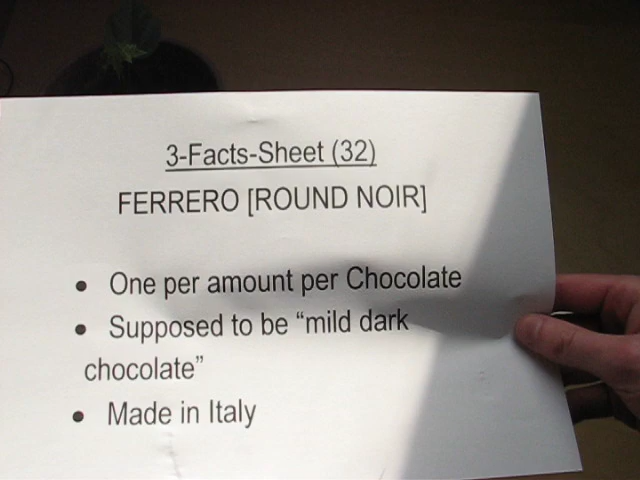 3-Facts-Sheet (32)
FERRERO [ROUND NOIR]
• One per amount per Chocolate
• Supposed to be “mild dark
chocolate”
• Made in Italy